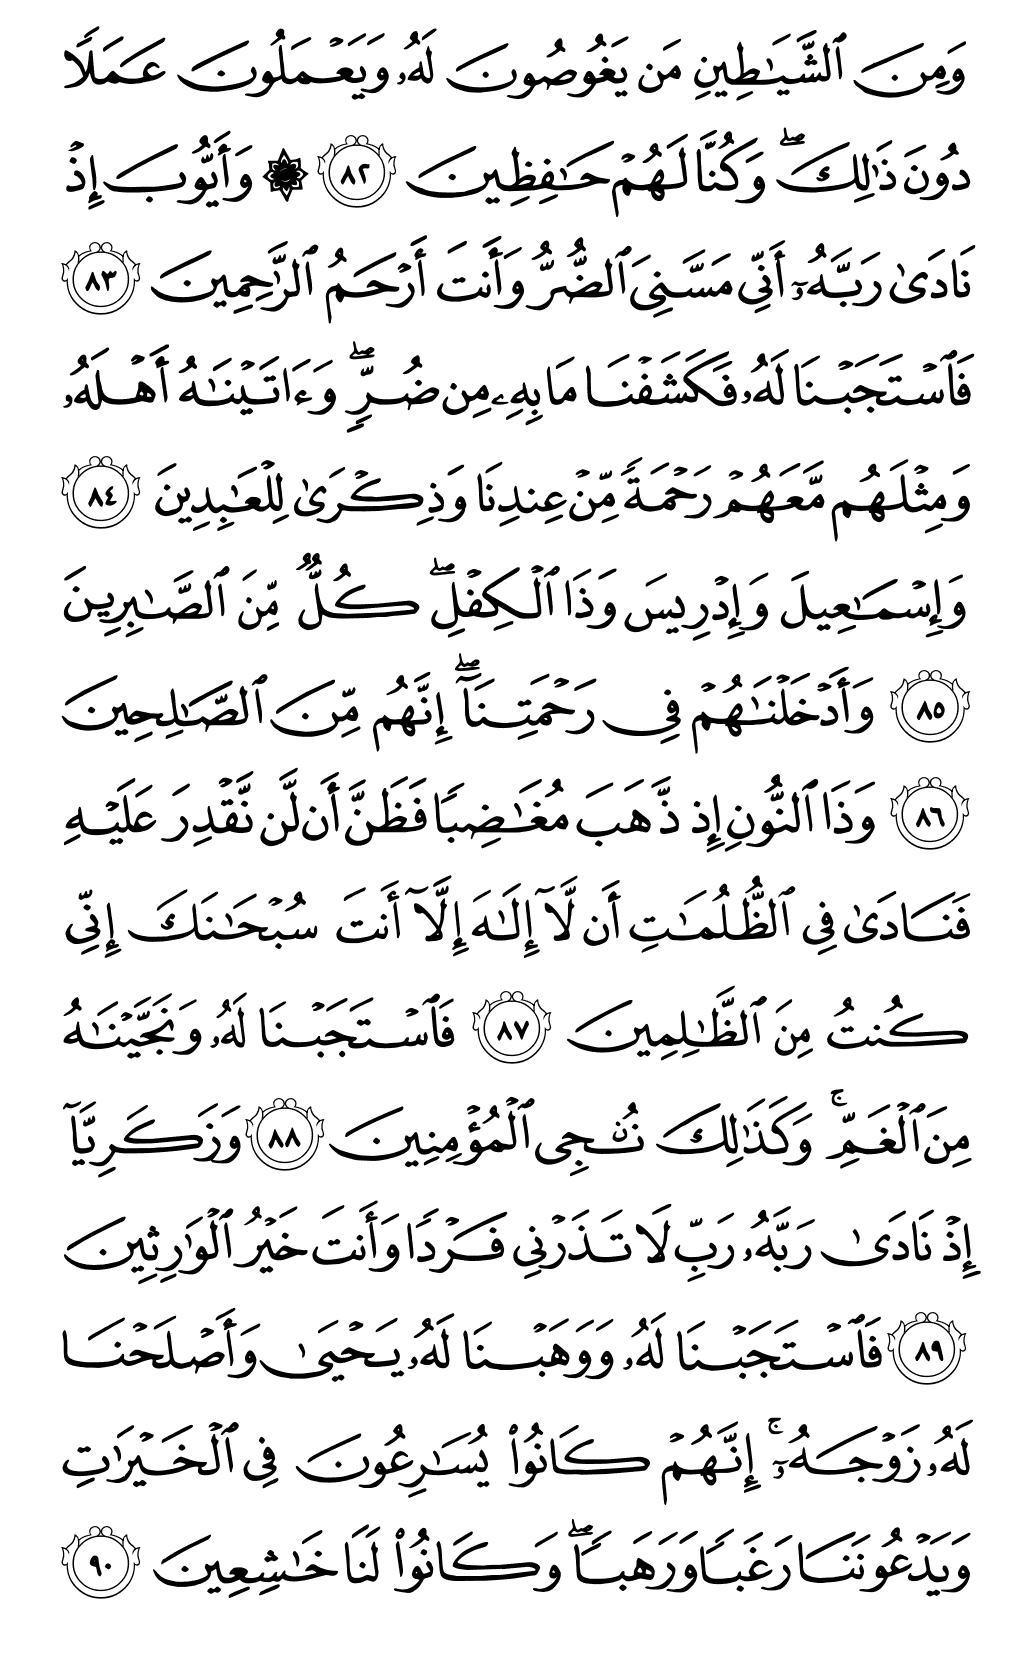 وَمِنَ ٱلشَّيَٰطِينِ مَن يَغُوصُونَ لَهُۥ وَيَعۡمَلُونَ عَمَلٗا
دُونَ ذَٰلِكَۖ وَكُنَّا لَهُمۡ حَٰفِظِينَ ٨٢ ۞ وَأَيُّوبَ إِذۡ
نَادَىٰ رَبَّهُۥٓ أَنِّي مَسَّنِيَ ٱلضُّرُّ وَأَنتَ أَرۡحَمُ ٱلرَّٰحِمِينَ ٨٣
فَٱسۡتَجَبۡنَا لَهُۥ فَكَشَفۡنَا مَا بِهِۦ مِن ضُرّٖۖ وَءَاتَيۡنَٰهُ أَهۡلَهُۥ
وَمِثۡلَهُم مَّعَهُمۡ رَحۡمَةٗ مِّنۡ عِندِنَا وَذِكۡرَىٰ لِلۡعَٰبِدِينَ ٨٤
وَإِسۡمَٰعِيلَ وَإِدۡرِيسَ وَذَا ٱلۡكِفۡلِۖ كُلّٞ مِّنَ ٱلصَّٰبِرِينَ
٨٥ وَأَدۡخَلۡنَٰهُمۡ فِي رَحۡمَتِنَآۖ إِنَّهُم مِّنَ ٱلصَّٰلِحِينَ
٨٦ وَذَا ٱلنُّونِ إِذ ذَّهَبَ مُغَٰضِبٗا فَظَنَّ أَن لَّن نَّقۡدِرَ عَلَيۡهِ
فَنَادَىٰ فِي ٱلظُّلُمَٰتِ أَن لَّآ إِلَٰهَ إِلَّآ أَنتَ سُبۡحَٰنَكَ إِنِّي
كُنتُ مِنَ ٱلظَّٰلِمِينَ ٨٧ فَٱسۡتَجَبۡنَا لَهُۥ وَنَجَّيۡنَٰهُ
مِنَ ٱلۡغَمِّۚ وَكَذَٰلِكَ نُـۨجِي ٱلۡمُؤۡمِنِينَ ٨٨ وَزَكَرِيَّآ
إِذۡ نَادَىٰ رَبَّهُۥ رَبِّ لَا تَذَرۡنِي فَرۡدٗا وَأَنتَ خَيۡرُ ٱلۡوَٰرِثِينَ
٨٩ فَٱسۡتَجَبۡنَا لَهُۥ وَوَهَبۡنَا لَهُۥ يَحۡيَىٰ وَأَصۡلَحۡنَا
لَهُۥ زَوۡجَهُۥٓۚ إِنَّهُمۡ كَانُواْ يُسَٰرِعُونَ فِي ٱلۡخَيۡرَٰتِ
وَيَدۡعُونَنَا رَغَبٗا وَرَهَبٗاۖ وَكَانُواْ لَنَا خَٰشِعِينَ ٩٠